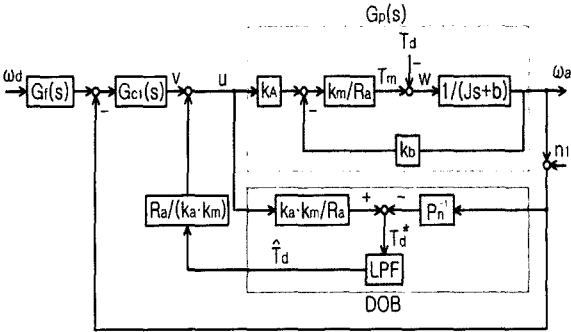 Gp(s)
Td
ωd
Gf(s)
Gc1(s)
v
u
kA
km/Ra
Tm
w
1/(Js+b)
ωa
kb
n1
Ra/(ka·km)
ka·km/Ra
Pn⁻¹
Td*
T̂d
LPF
DOB